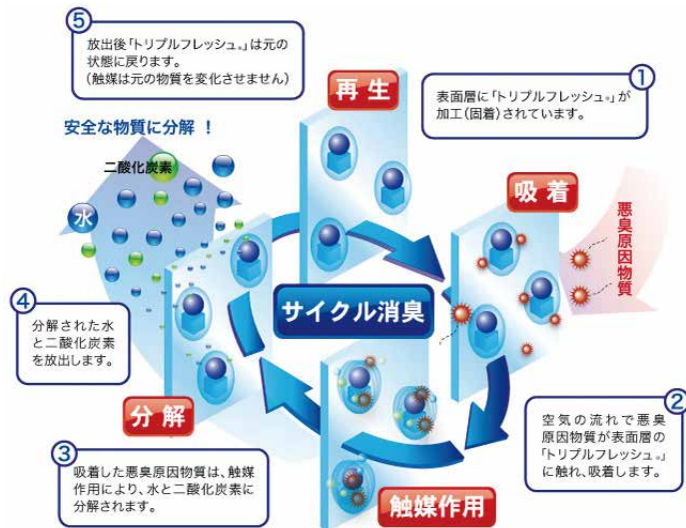 ⑤
放出後「トリプルフレッシュ®」は元の
状態に戻ります。
(触媒は元の物質を変化させません)
再生
①
表面層に「トリプルフレッシュ®」が
加工(固着)されています。
安全な物質に分解 !
二酸化炭素
水
吸着
悪臭原因物質
サイクル消臭
④
分解された水
と二酸化炭素
を放出します。
分解
②
空気の流れで悪臭
原因物質が表面層の
「トリプルフレッシュ®」
に触れ、吸着します。
③
吸着した悪臭原因物質は、触媒
作用により、水と二酸化炭素に
分解されます。
触媒作用